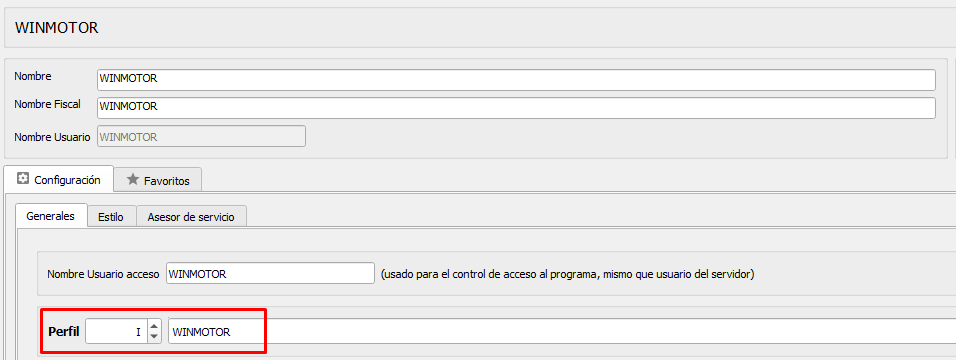 WINMOTOR
Nombre WINMOTOR
Nombre Fiscal WINMOTOR
Nombre Usuario WINMOTOR
Configuración Favoritos
Generales Estilo Asesor de servicio
Nombre Usuario acceso WINMOTOR (usado para el control de acceso al programa, mismo que usuario del servidor)
Perfil I WINMOTOR